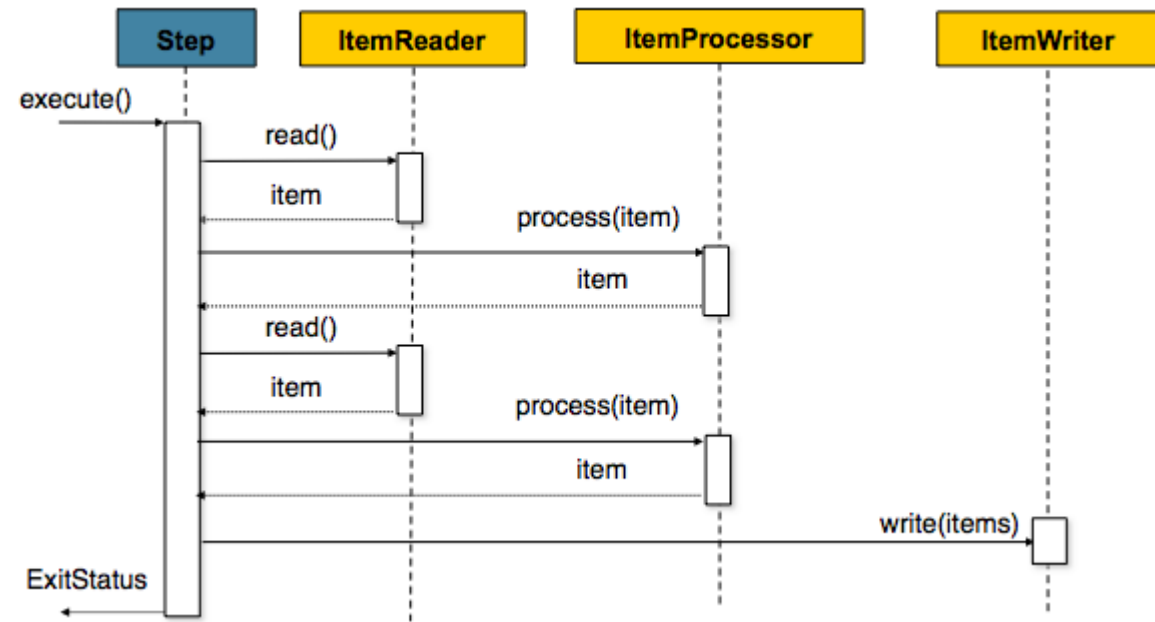 Step
ItemReader
ItemProcessor
ItemWriter
execute()
read()
item
process(item)
item
read()
item
process(item)
item
write(items)
ExitStatus